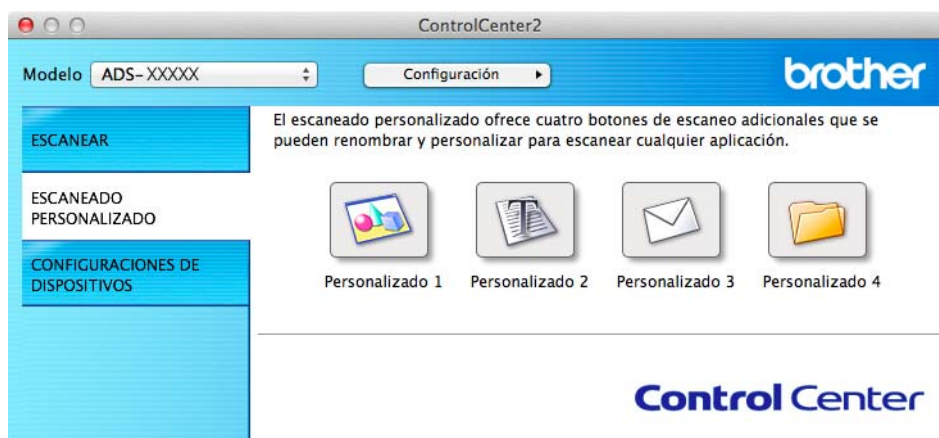 ControlCenter2
Modelo ADS-XXXXX Configuración
brother
ESCANEAR
ESCANEADO
PERSONALIZADO
CONFIGURACIONES DE
DISPOSITIVOS
El escaneado personalizado ofrece cuatro botones de escaneo adicionales que se
pueden renombrar y personalizar para escanear cualquier aplicación.
T
Personalizado 1 Personalizado 2 Personalizado 3 Personalizado 4
Control Center